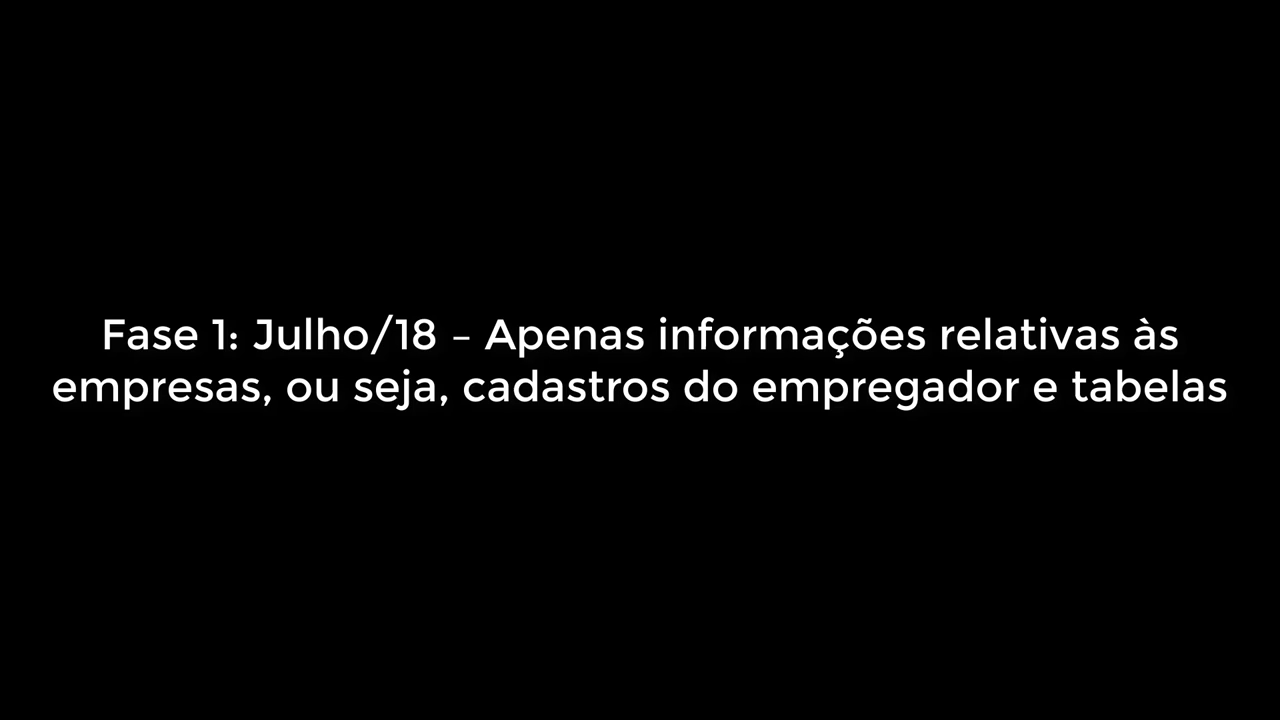 Fase 1: Julho/18 – Apenas informações relativas às
empresas, ou seja, cadastros do empregador e tabelas